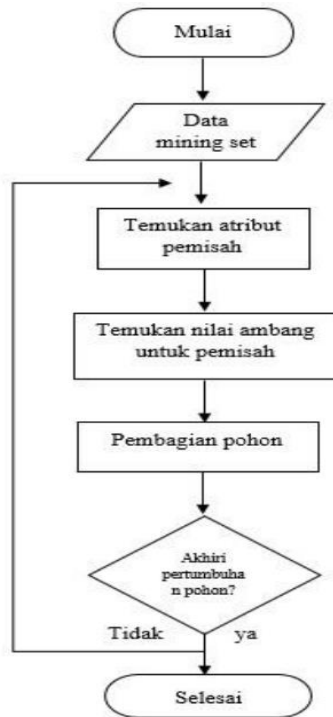 Mulai
Data
mining set
Temukan atribut
pemisah
Temukan nilai ambang
untuk pemisah
Pembagian pohon
Akhiri
pertumbuha
n pohon?
Tidak ya
Selesai